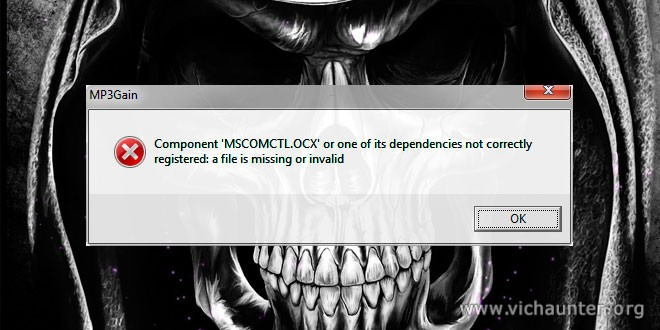 MP3Gain
Component 'MSCOMCTL.OCX' or one of its dependencies not correctly
registered: a file is missing or invalid
OK
www.vichaunter.org